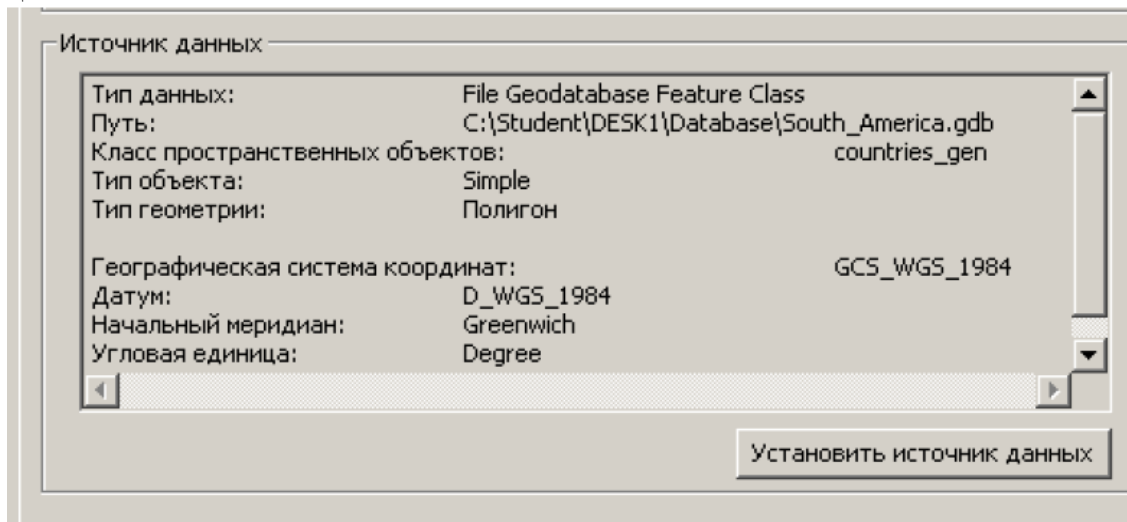 Источник данных
Тип данных: File Geodatabase Feature Class
Путь: C:\Student\DESK1\Database\South_America.gdb
Класс пространственных объектов: countries_gen
Тип объекта: Simple
Тип геометрии: Полигон
Географическая система координат: GCS_WGS_1984
Датум: D_WGS_1984
Начальный меридиан: Greenwich
Угловая единица: Degree
Установить источник данных